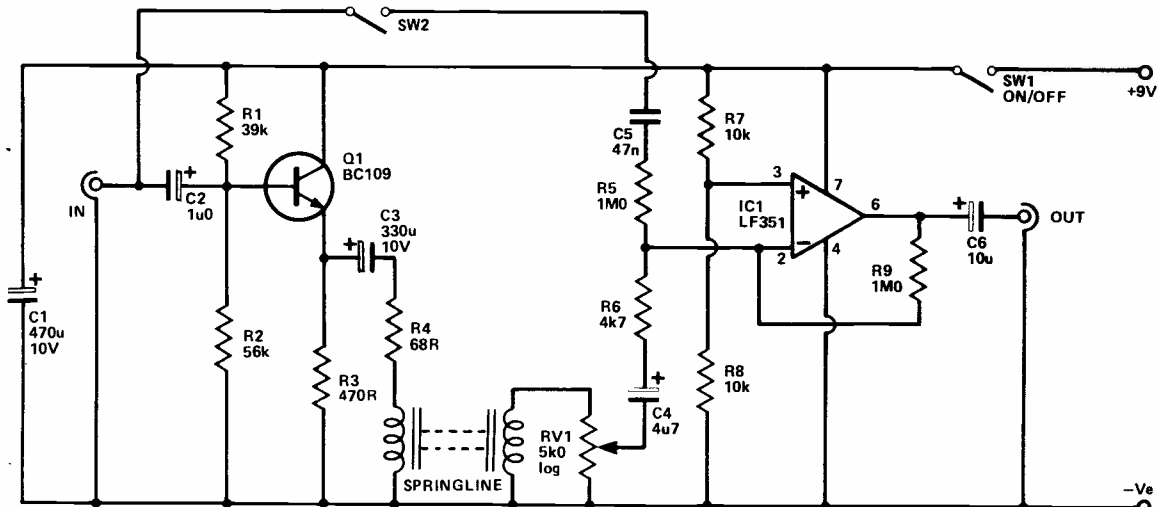 SW2
SW1
ON/OFF
+9V
R1
39k
Q1
BC109
R7
10k
C5
47n
R5
1M0
3
7
+
IC1
LF351
6
IN
+
C2
1u0
C3
330u
10V
+
–
2
4
+
C6
10u
OUT
R9
1M0
+
C1
470u
10V
R2
56k
R4
68R
R6
4k7
R3
470R
R8
10k
+
C4
4u7
RV1
5k0
log
SPRINGLINE
–Ve